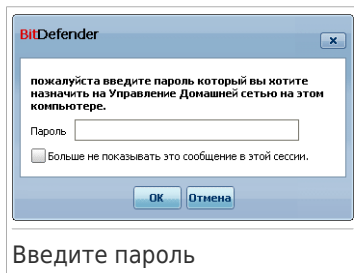 BitDefender
пожалуйста введите пароль который вы хотите
назначить на Управление Домашней сетью на этом
компьютере.
Пароль
Больше не показывать это сообщение в этой сессии.
OK Отмена
Введите пароль